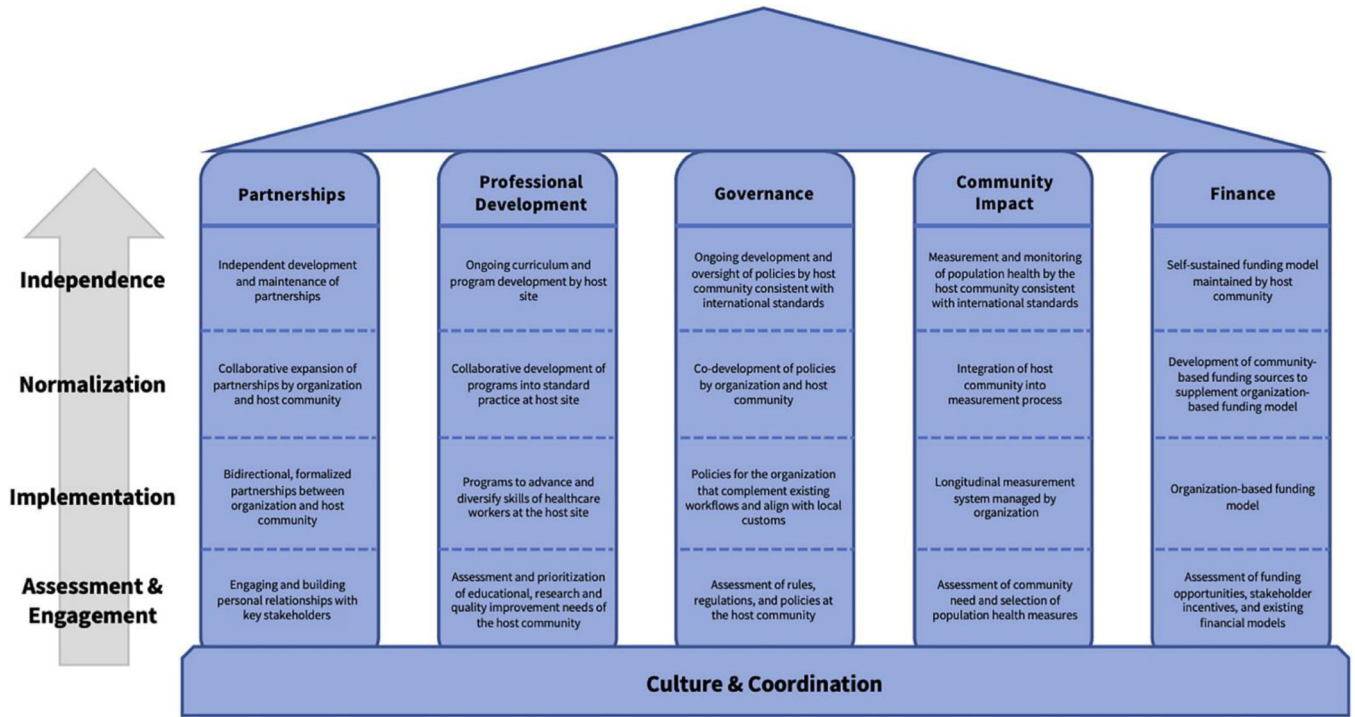 Partnerships
Professional
Development
Governance
Community
Impact
Finance
Independence
Independent development
and maintenance of
partnerships
Ongoing curriculum and
program development by host
site
Ongoing development and
oversight of policies by host
community consistent with
international standards
Measurement and monitoring
of population health by the
host community consistent
with international standards
Self-sustained funding model
maintained by host
community
Normalization
Collaborative expansion of
partnerships by organization
and host community
Collaborative development of
programs into standard
practice at host site
Co-development of policies
by organization and host
community
Integration of host
community into
measurement process
Development of community-
based funding sources to
supplement organization-
based funding model
Implementation
Bidirectional, formalized
partnerships between
organization and host
community
Programs to advance and
diversify skills of healthcare
workers at the host site
Policies for the organization
that complement existing
workflows and align with local
customs
Longitudinal measurement
system managed by
organization
Organization-based funding
model
Assessment &
Engagement
Engaging and building
personal relationships with
key stakeholders
Assessment and prioritization
of educational, research and
quality improvement needs of
the host community
Assessment of rules,
regulations, and policies at
the host community
Assessment of community
need and selection of
population health measures
Assessment of funding
opportunities, stakeholder
incentives, and existing
financial models
Culture & Coordination